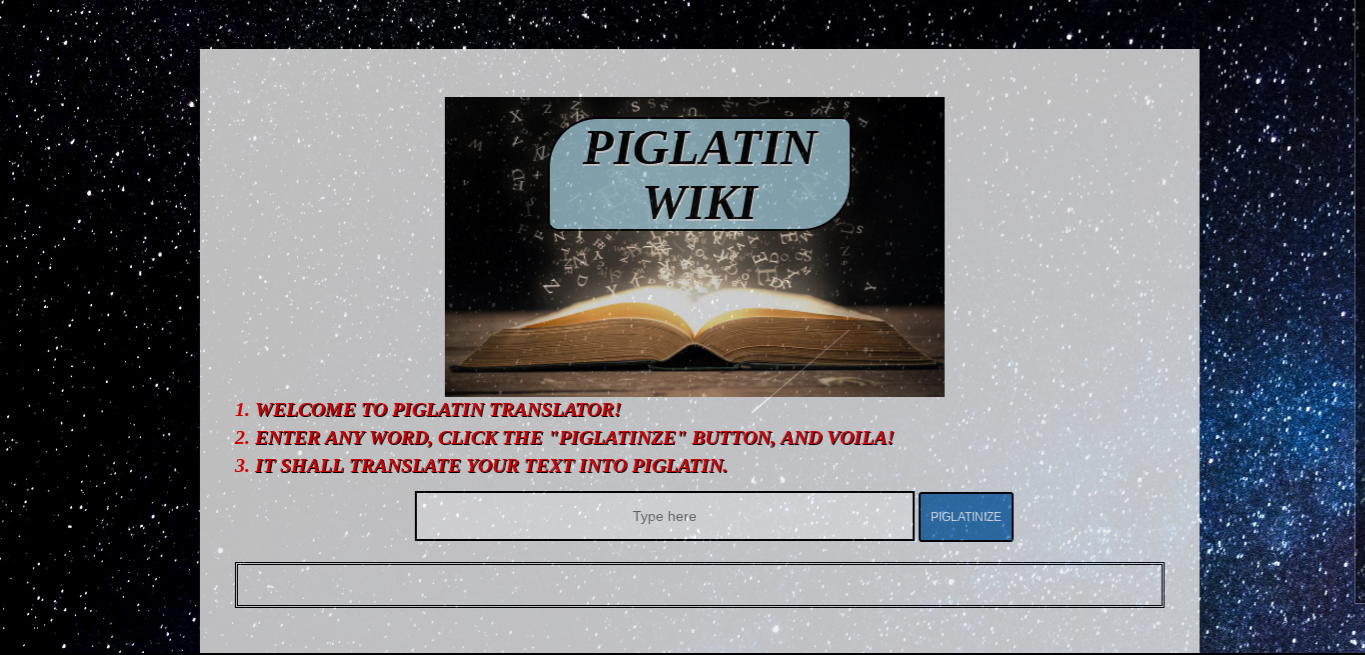 PIGLATIN
WIKI
1. WELCOME TO PIGLATIN TRANSLATOR!
2. ENTER ANY WORD, CLICK THE "PIGLATINZE" BUTTON, AND VOILA!
3. IT SHALL TRANSLATE YOUR TEXT INTO PIGLATIN.
Type here PIGLATINIZE